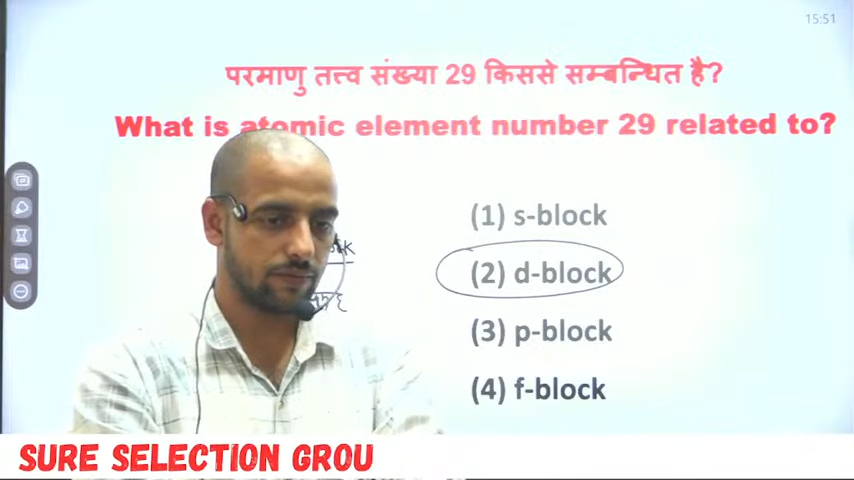 15:51
परमाणु तत्त्व संख्या 29 किससे सम्बन्धित है?
What is atomic element number 29 related to?
(1) s-block
(2) d-block
(3) p-block
(4) f-block
SURE SELECTION GROU